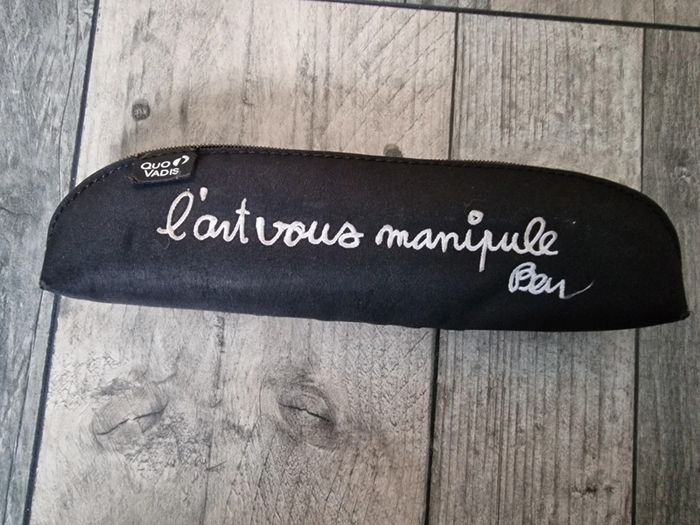 QUO
VADIS
l'art vous manipule
Ben